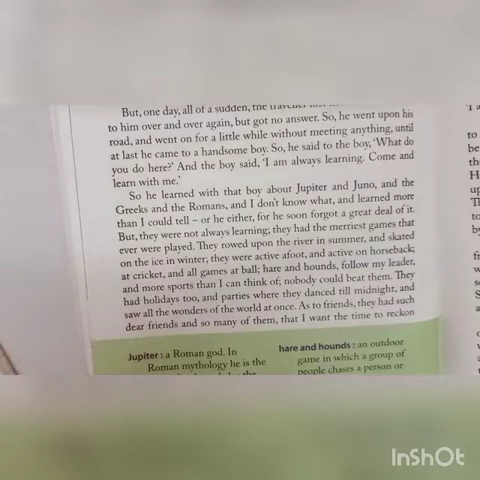 But, one day, all of a sudden, the traveller lost
to him over and over again, but got no answer. So, he went upon his
road, and went on for a little while without meeting anything, until
at last he came to a handsome boy. So, he said to the boy, 'What do
you do here?' And the boy said, 'I am always learning. Come and
learn with me.'
So he learned with that boy about Jupiter and Juno, and the
Greeks and the Romans, and I don't know what, and learned more
than I could tell – or he either, for he soon forgot a great deal of it.
But, they were not always learning; they had the merriest games that
ever were played. They rowed upon the river in summer, and skated
on the ice in winter; they were active afoot, and active on horseback;
at cricket, and all games at ball; hare and hounds, follow my leader,
and more sports than I can think of; nobody could beat them. They
had holidays too, and parties where they danced till midnight, and
saw all the wonders of the world at once. As to friends, they had such
dear friends and so many of them, that I want the time to reckon
Jupiter : a Roman god. In
Roman mythology he is the
hare and hounds : an outdoor
game in which a group of
people chases a person or
InShOt